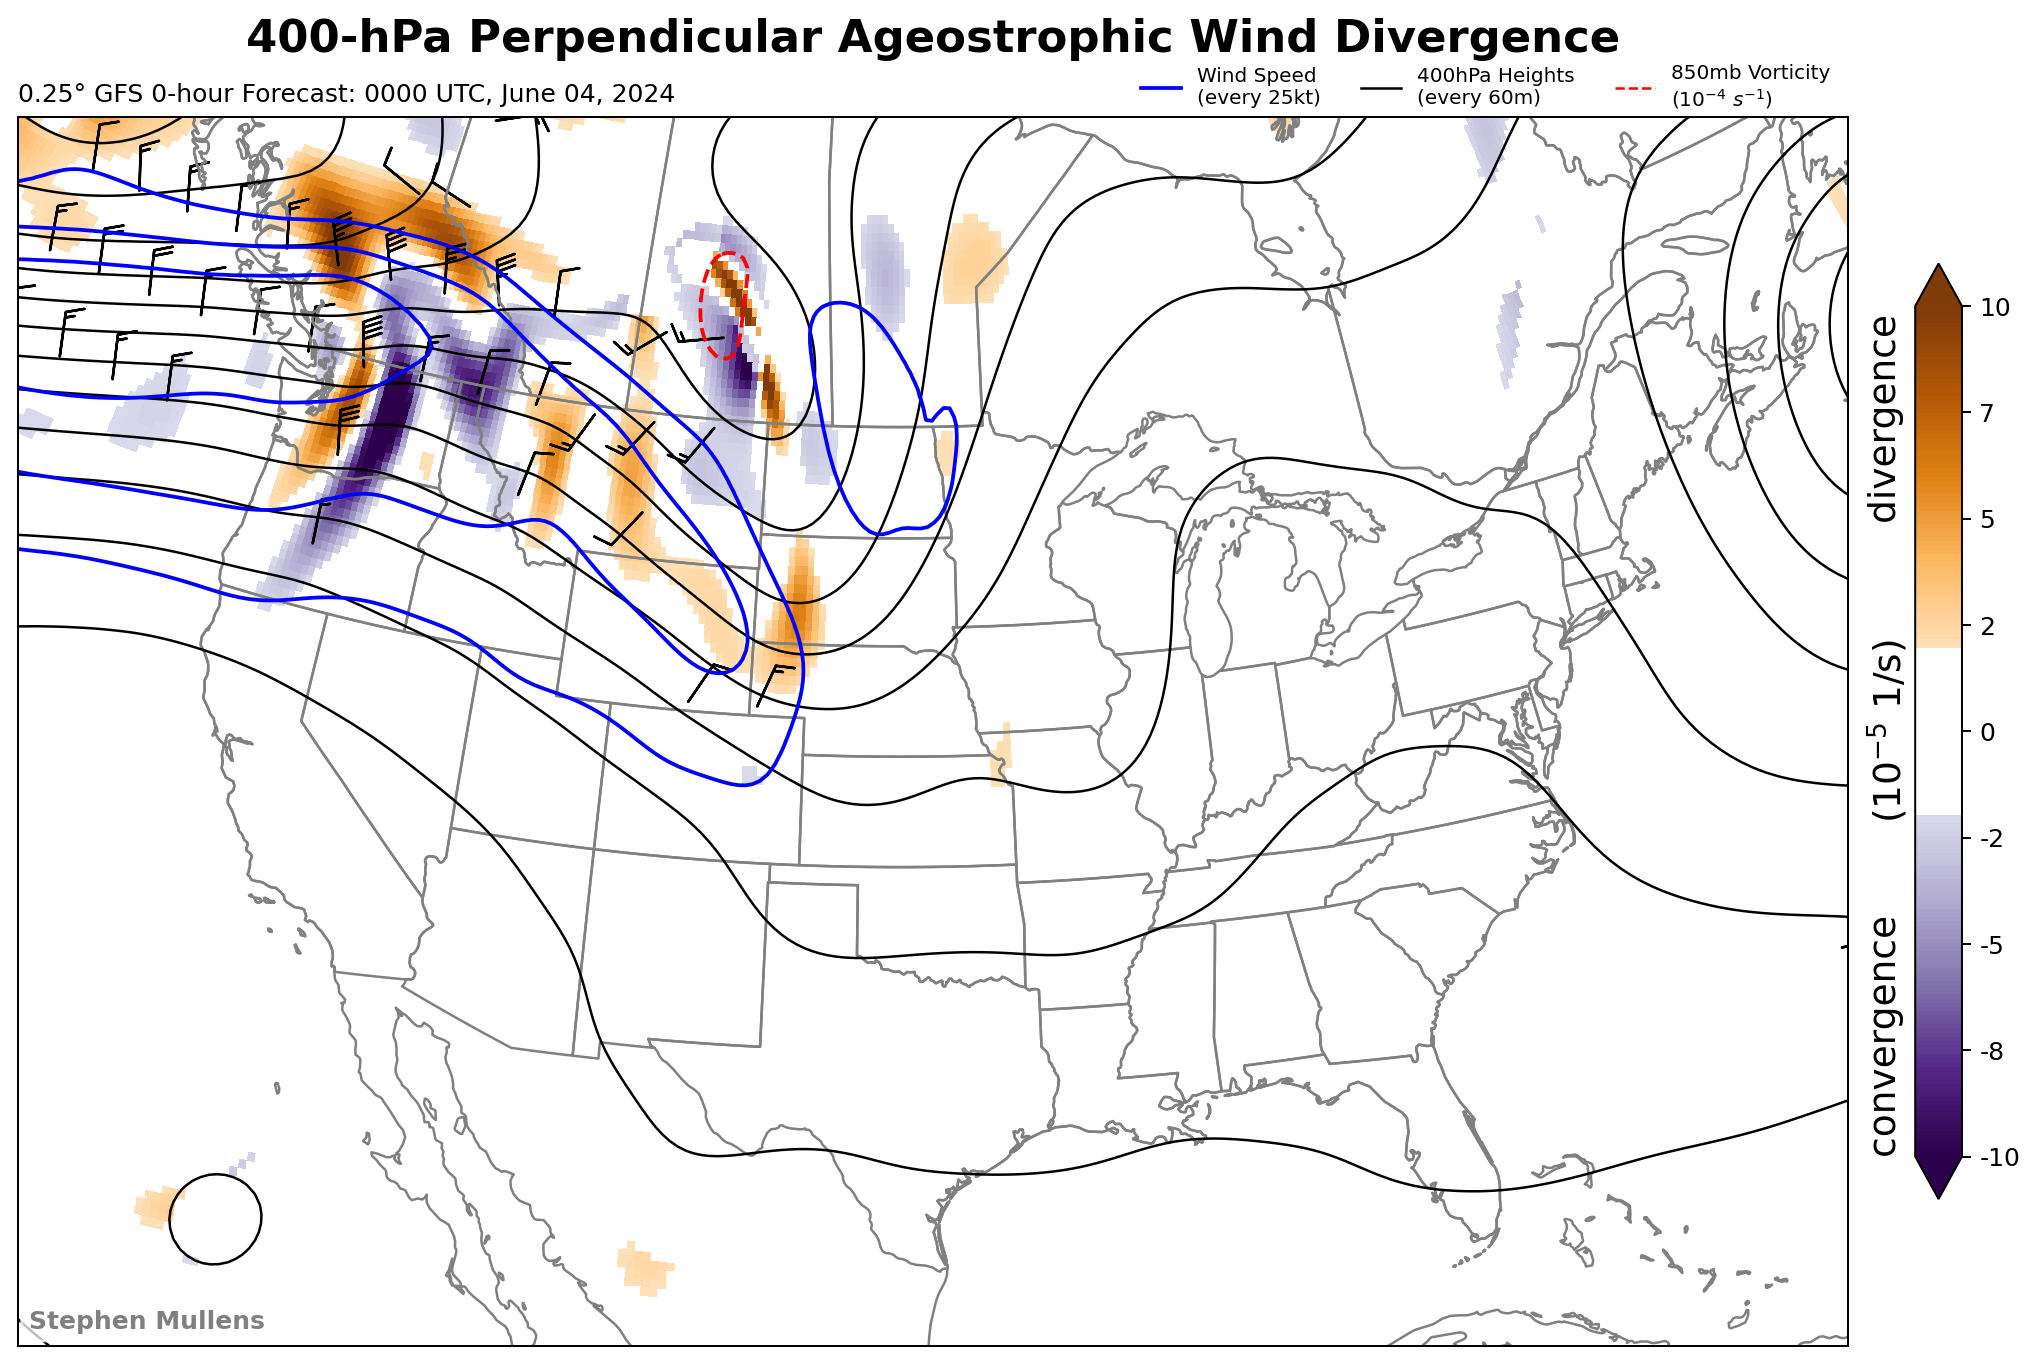 400-hPa Perpendicular Ageostrophic Wind Divergence
0.25° GFS 0-hour Forecast: 0000 UTC, June 04, 2024
Wind Speed
(every 25kt)
400hPa Heights
(every 60m)
850mb Vorticity
(10⁻⁴ s⁻¹)
10
7
5
2
0
-2
-5
-8
-10
convergence (10⁻⁵ 1/s) divergence
Stephen Mullens